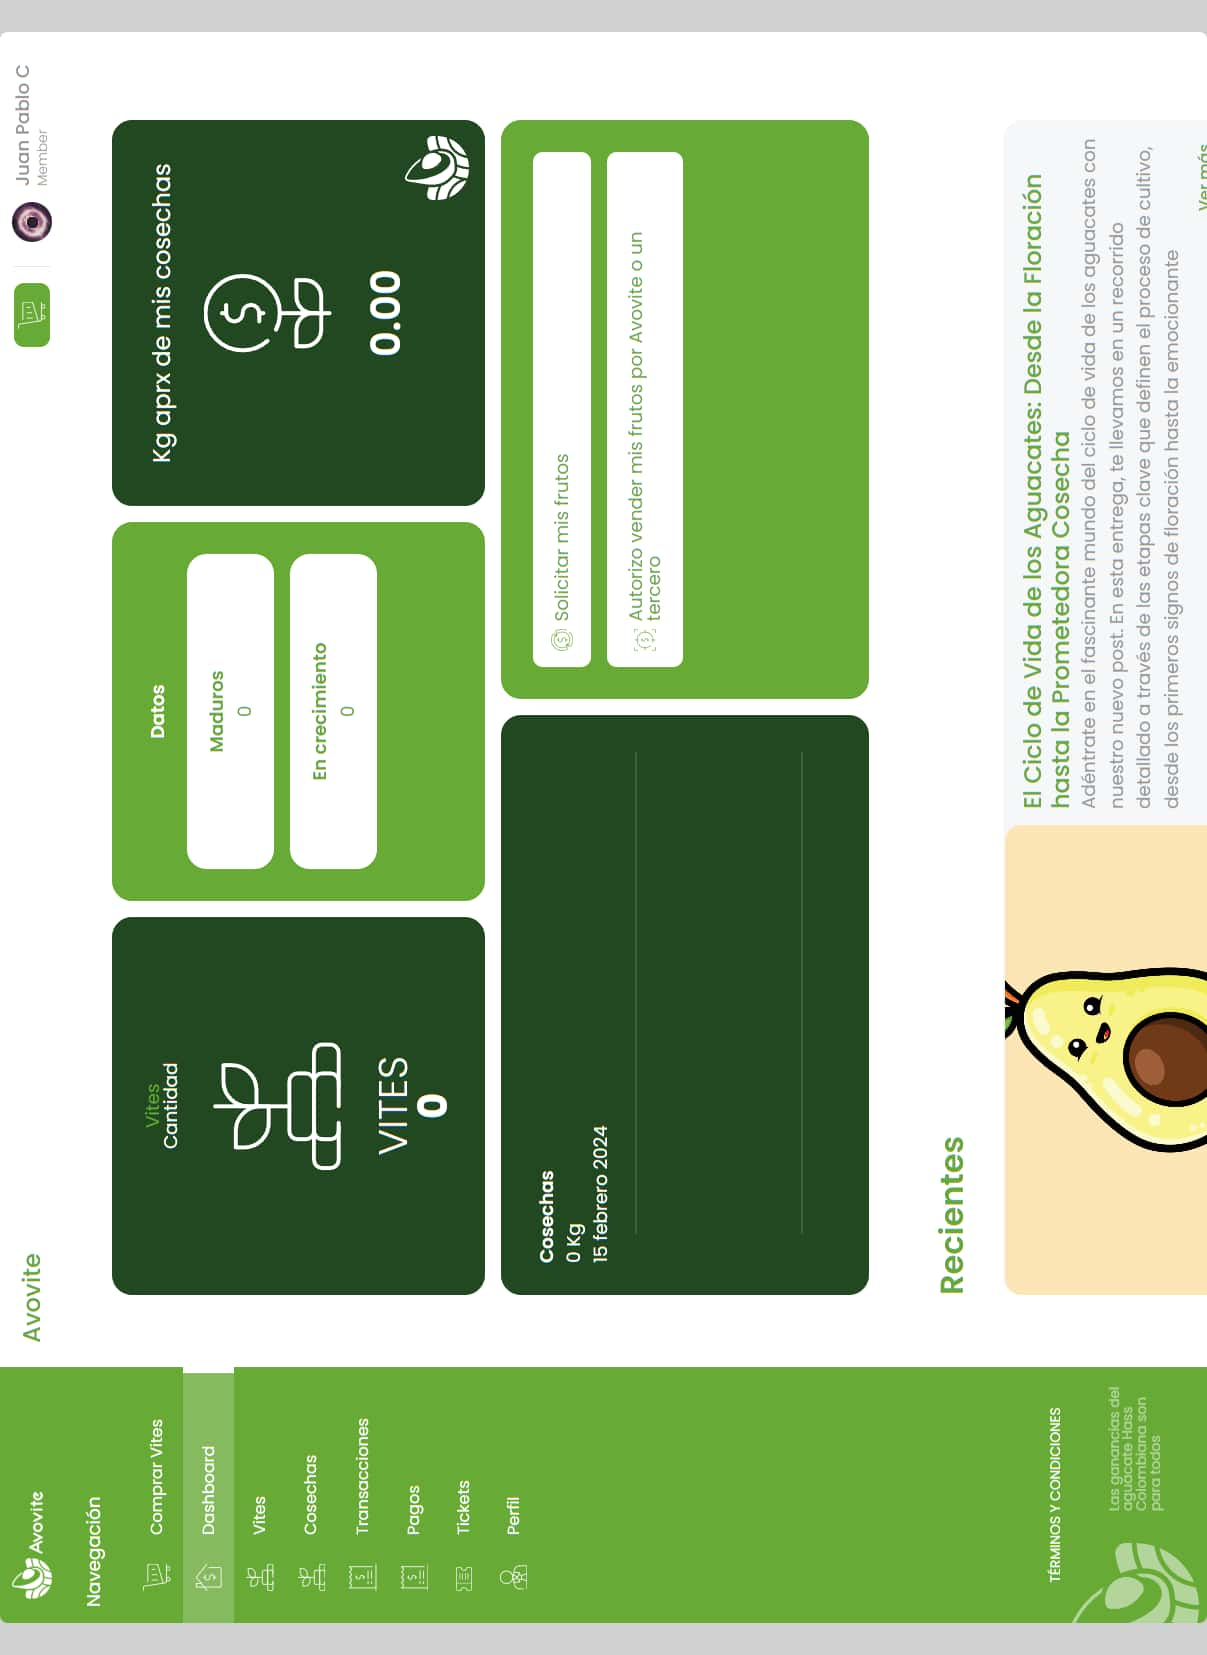 Avovite
Navegación
Comprar Vites
Dashboard
Vites
Cosechas
Transacciones
Pagos
Tickets
Perfil
TÉRMINOS Y CONDICIONES
Las ganancias del
aguacate Hass
Colombiana son
para todos
Avovite
Juan Pablo C
Member
Vites
Cantidad
VITES
0
Datos
Maduros
0
En crecimiento
0
Kg aprx de mis cosechas
0.00
Cosechas
0 Kg
15 febrero 2024
Solicitar mis frutos
Autorizo vender mis frutos por Avovite o un
tercero
Recientes
El Ciclo de Vida de los Aguacates: Desde la Floración
hasta la Prometedora Cosecha
Adéntrate en el fascinante mundo del ciclo de vida de los aguacates con
nuestro nuevo post. En esta entrega, te llevamos en un recorrido
detallado a través de las etapas clave que definen el proceso de cultivo,
desde los primeros signos de floración hasta la emocionante
Ver más